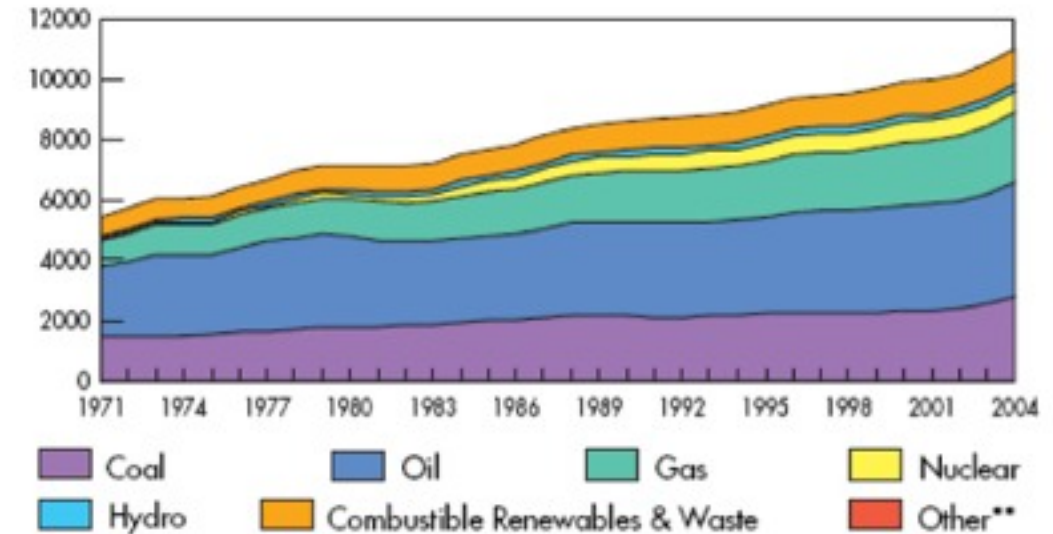 12000
10000
8000
6000
4000
2000
0
1971 1974 1977 1980 1983 1986 1989 1992 1995 1998 2001 2004
Coal Oil Gas Nuclear
Hydro Combustible Renewables & Waste Other**